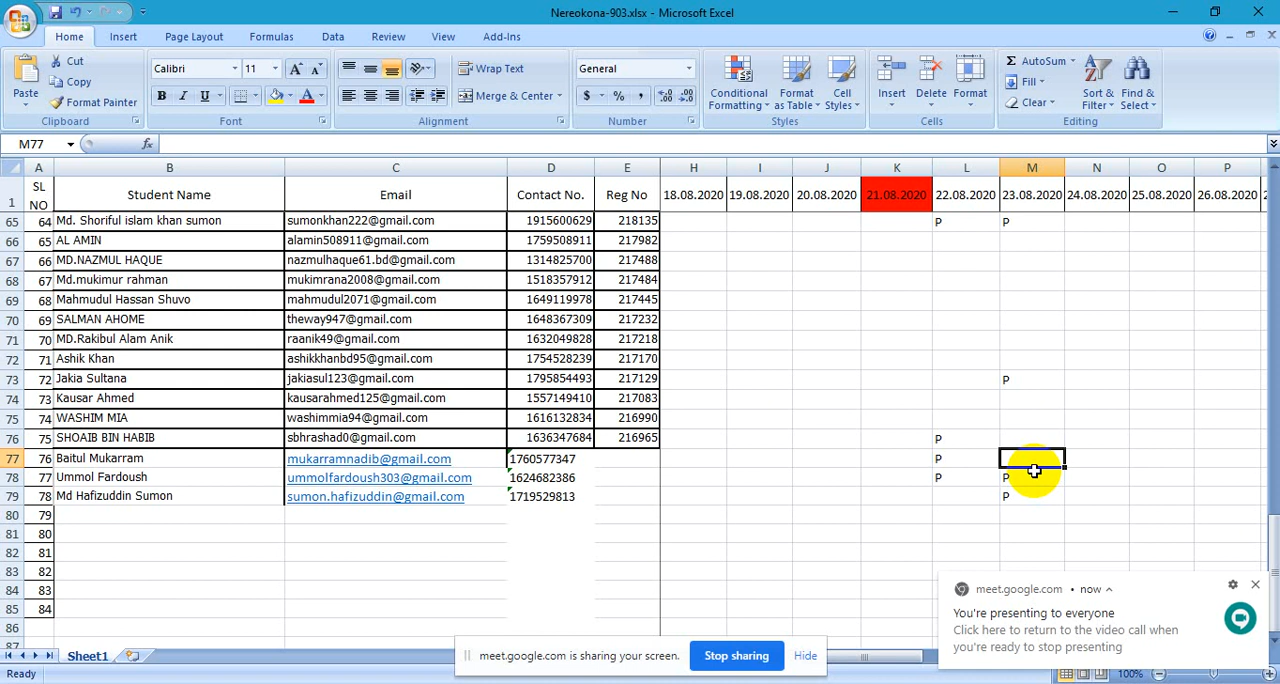 Nereokona-903.xlsx - Microsoft Excel
Home Insert Page Layout Formulas Data Review View Add-Ins
Paste Cut Copy Format Painter Clipboard
Calibri 11 A A B I U A Font
Wrap Text Merge & Center Alignment
General $ % , .0 .00 .00 .0 Number
Conditional Formatting Format as Table Cell Styles Styles
Insert Delete Format Cells
Σ AutoSum Fill Clear Sort & Filter Find & Select Editing
M77 fx
A B C D E H I J K L M N O P
1 SL NO Student Name Email Contact No. Reg No 18.08.2020 19.08.2020 20.08.2020 21.08.2020 22.08.2020 23.08.2020 24.08.2020 25.08.2020 26.08.2020 2
65 64 Md. Shoriful islam khan sumon sumonkhan222@gmail.com 1915600629 218135 P P
66 65 AL AMIN alamin508911@gmail.com 1759508911 217982
67 66 MD.NAZMUL HAQUE nazmulhaque61.bd@gmail.com 1314825700 217488
68 67 Md.mukimur rahman mukimrana2008@gmail.com 1518357912 217484
69 68 Mahmudul Hassan Shuvo mahmudul2071@gmail.com 1649119978 217445
70 69 SALMAN AHOME theway947@gmail.com 1648367309 217232
71 70 MD.Rakibul Alam Anik raanik49@gmail.com 1632049828 217218
72 71 Ashik Khan ashikkhanbd95@gmail.com 1754528239 217170
73 72 Jakia Sultana jakiasul123@gmail.com 1795854493 217129 P
74 73 Kausar Ahmed kausarahmed125@gmail.com 1557149410 217083
75 74 WASHIM MIA washimmia94@gmail.com 1616132834 216990
76 75 SHOAIB BIN HABIB sbhrashad0@gmail.com 1636347684 216965 P
77 76 Baitul Mukarram mukarramnadib@gmail.com 1760577347 P
78 77 Ummol Fardoush ummolfardoush303@gmail.com 1624682386 P P
79 78 Md Hafizuddin Sumon sumon.hafizuddin@gmail.com 1719529813 P
80 79
81 80
82 81
83 82
84 83
85 84
86
87
meet.google.com • now
You're presenting to everyone
Click here to return to the video call when
you're ready to stop presenting
meet.google.com is sharing your screen. Stop sharing Hide
Sheet1
Ready 100%